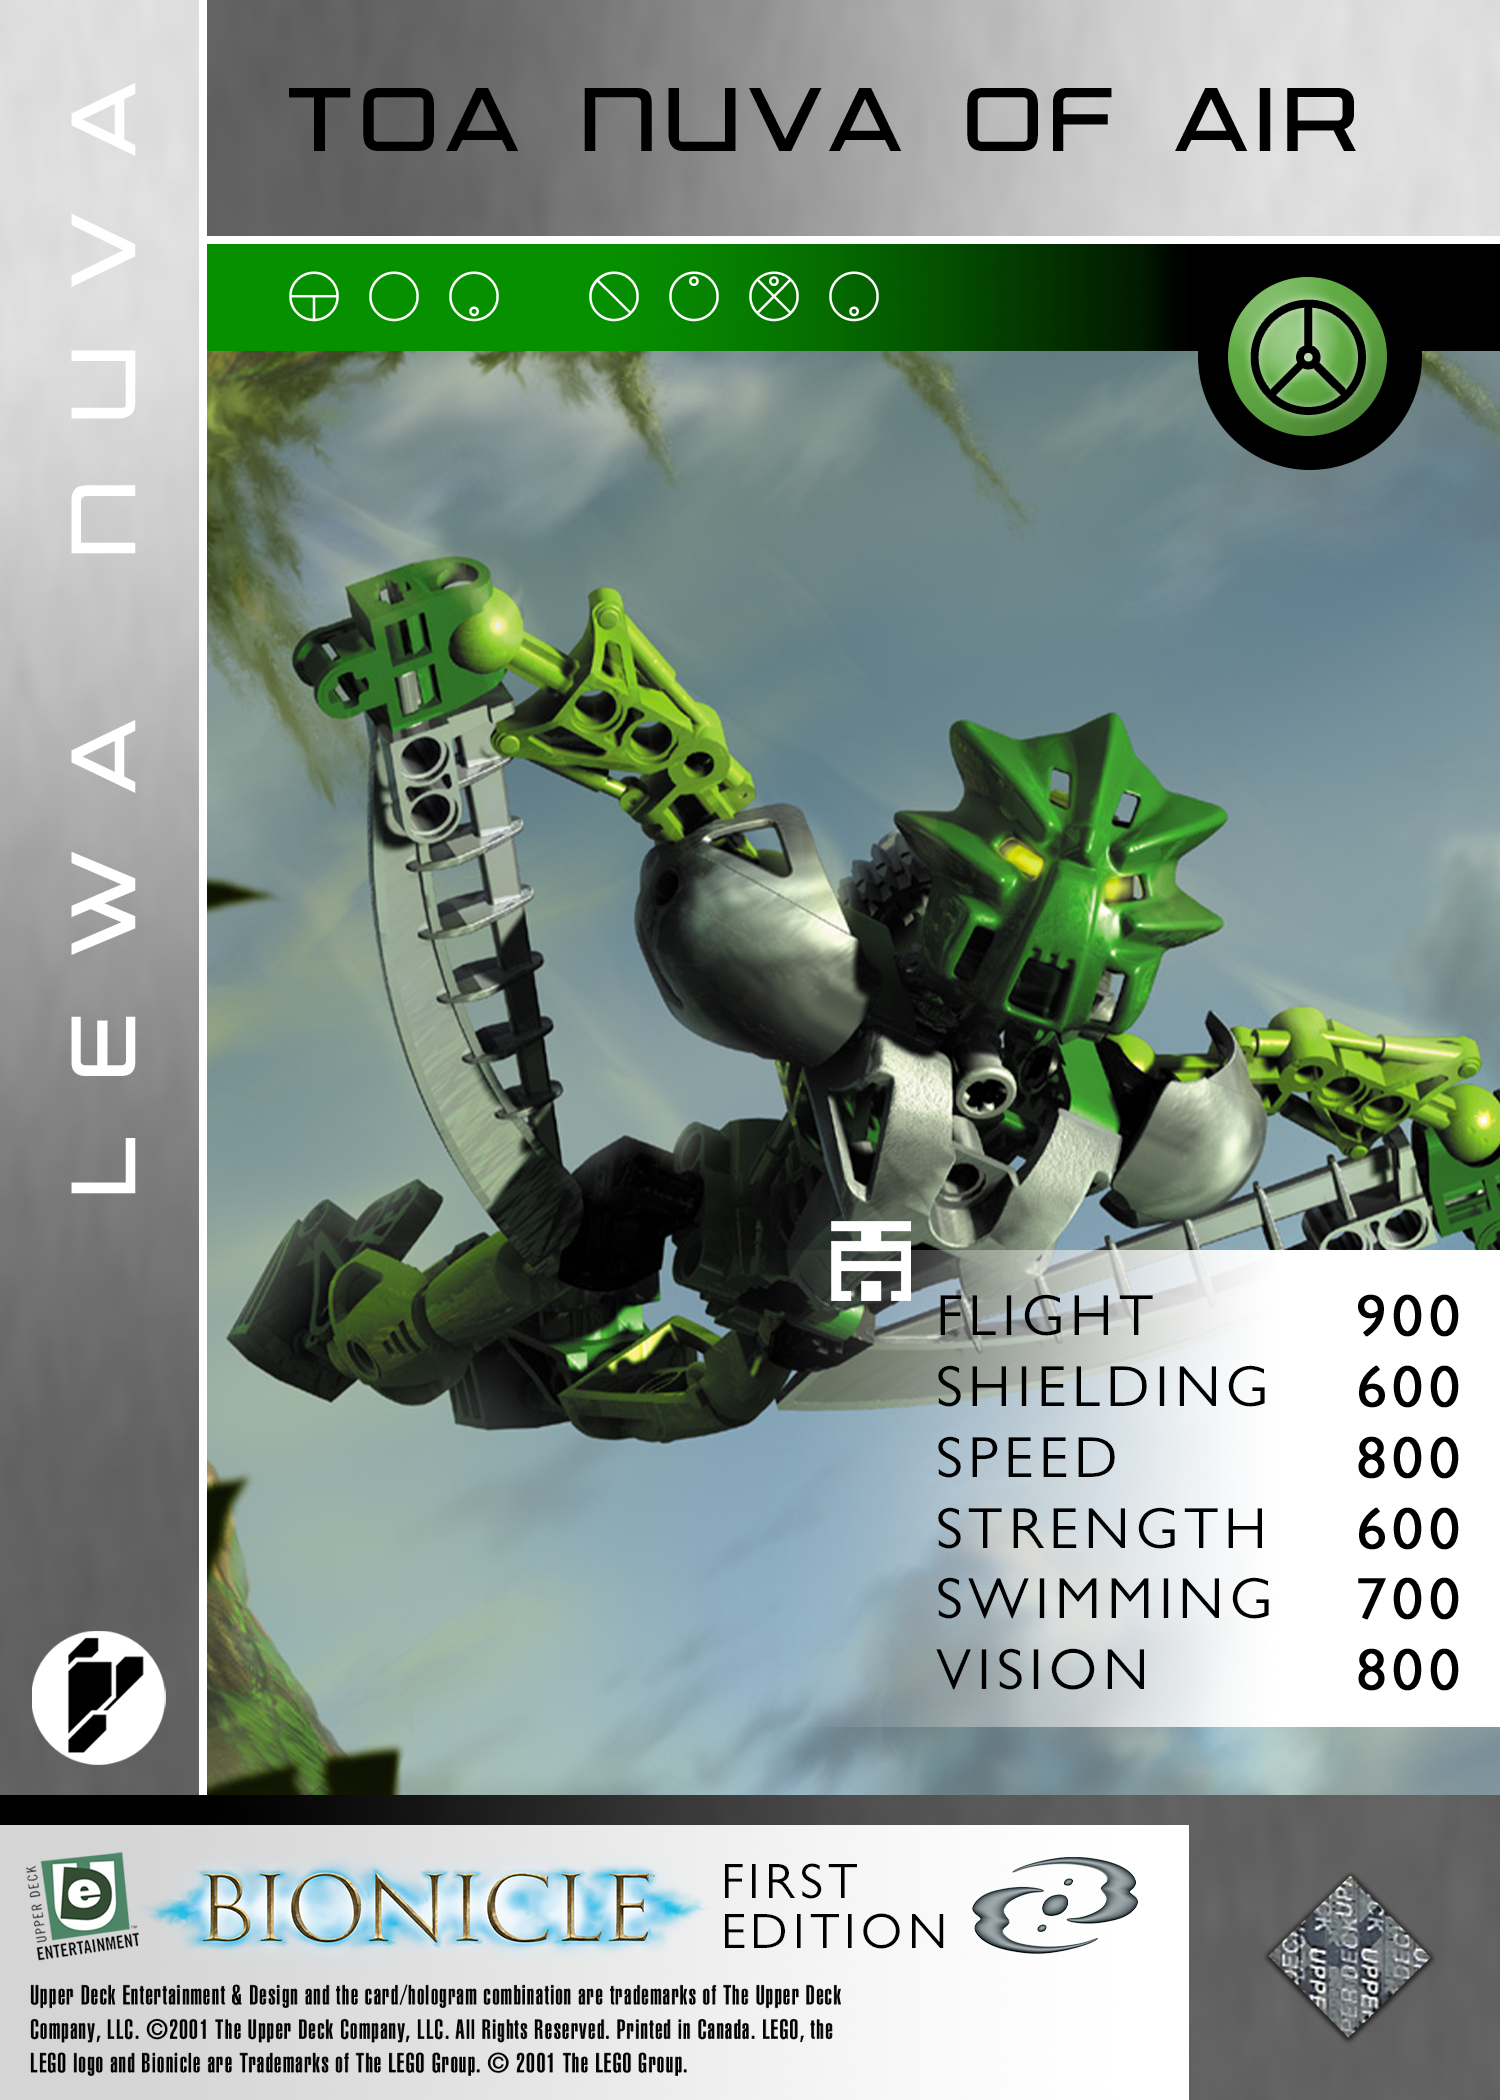 TOA NUVA OF AIR
LEWA NUVA
FLIGHT 900
SHIELDING 600
SPEED 800
STRENGTH 600
SWIMMING 700
VISION 800
UPPER DECK
e
ENTERTAINMENT
BIONICLE
FIRST
EDITION
Upper Deck Entertainment & Design and the card/hologram combination are trademarks of The Upper Deck
Company, LLC. ©2001 The Upper Deck Company, LLC. All Rights Reserved. Printed in Canada. LEGO, the
LEGO logo and Bionicle are Trademarks of The LEGO Group. © 2001 The LEGO Group.